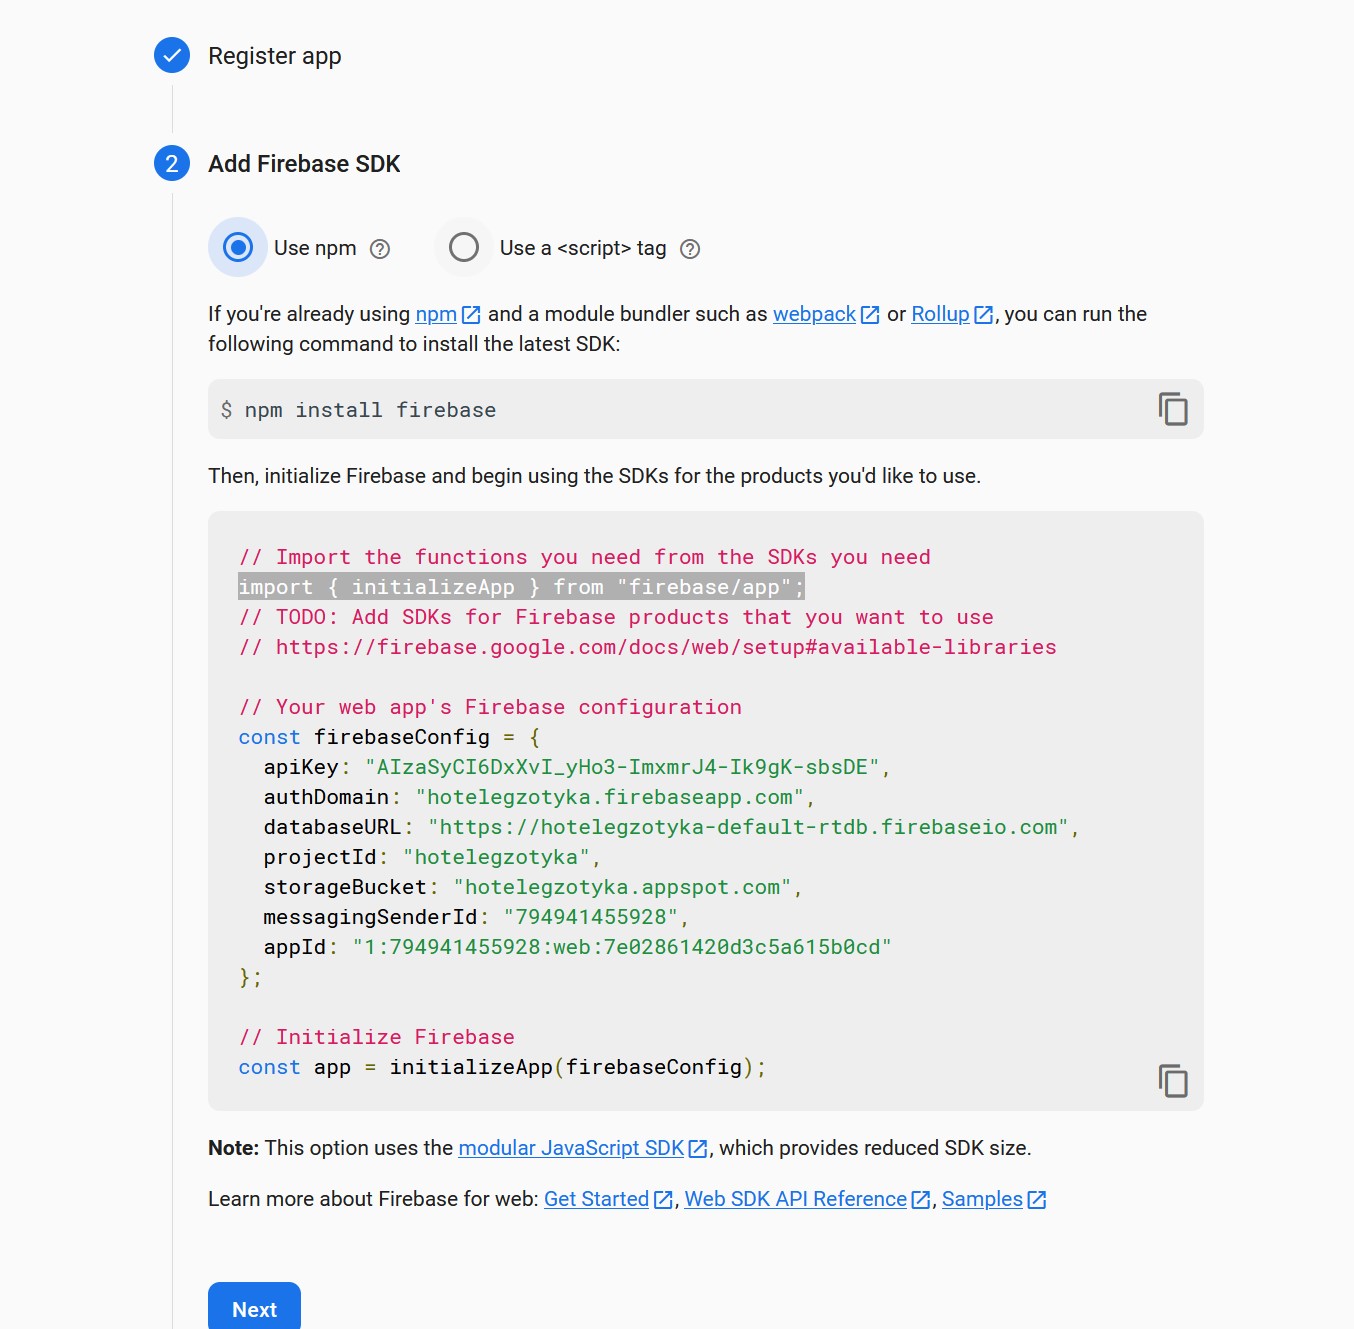 Register app
2 Add Firebase SDK
Use npm Use a <script> tag
If you're already using npm and a module bundler such as webpack or Rollup, you can run the
following command to install the latest SDK:
$ npm install firebase
Then, initialize Firebase and begin using the SDKs for the products you'd like to use.
// Import the functions you need from the SDKs you need
import { initializeApp } from "firebase/app";
// TODO: Add SDKs for Firebase products that you want to use
// https://firebase.google.com/docs/web/setup#available-libraries
// Your web app's Firebase configuration
const firebaseConfig = {
apiKey: "AIzaSyCI6DxXvI_yHo3-ImxmrJ4-Ik9gK-sbsDE",
authDomain: "hotelegzotyka.firebaseapp.com",
databaseURL: "https://hotelegzotyka-default-rtdb.firebaseio.com",
projectId: "hotelegzotyka",
storageBucket: "hotelegzotyka.appspot.com",
messagingSenderId: "794941455928",
appId: "1:794941455928:web:7e02861420d3c5a615b0cd"
};
// Initialize Firebase
const app = initializeApp(firebaseConfig);
Note: This option uses the modular JavaScript SDK, which provides reduced SDK size.
Learn more about Firebase for web: Get Started, Web SDK API Reference, Samples
Next